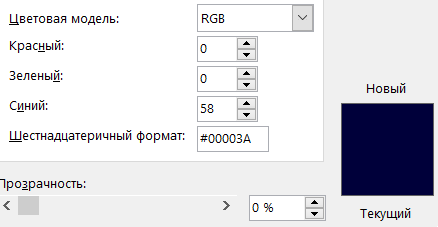 Цветовая модель: RGB
Красный: 0
Зеленый: 0
Синий: 58
Шестнадцатеричный формат: #00003A
Новый
Прозрачность:
0 %
Текущий